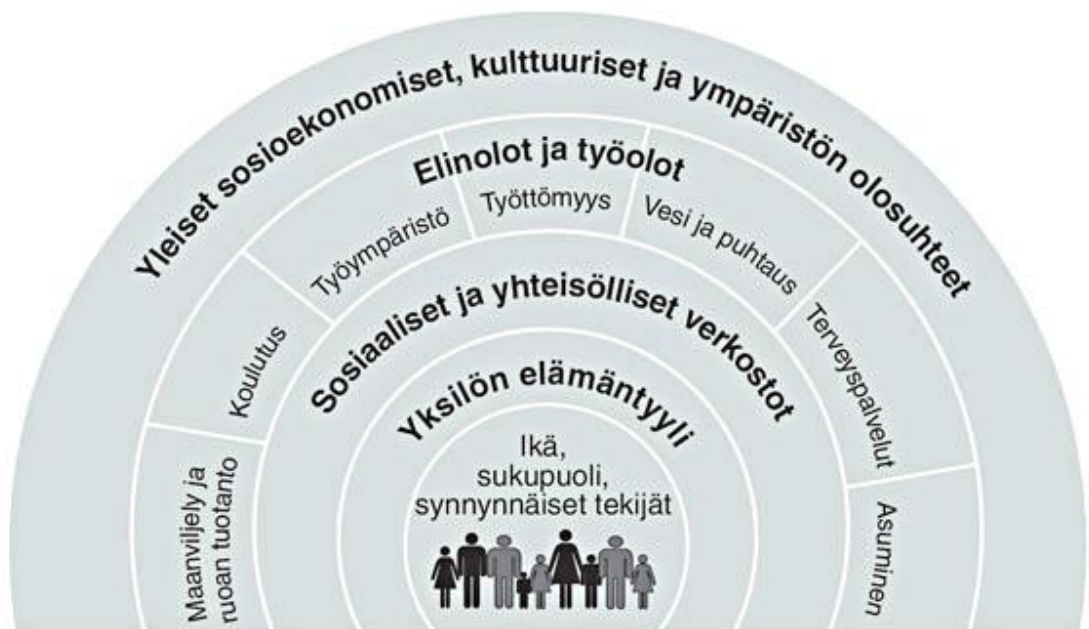 Yleiset sosioekonomiset, kulttuuriset ja ympäristön olosuhteet
Elinolot ja työolot
Maanviljely ja
ruoan tuotanto
Koulutus
Työympäristö
Työttömyys
Vesi ja puhtaus
Terveyspalvelut
Asuminen
Sosiaaliset ja yhteisölliset verkostot
Yksilön elämäntyyli
Ikä,
sukupuoli,
synnynnäiset tekijät